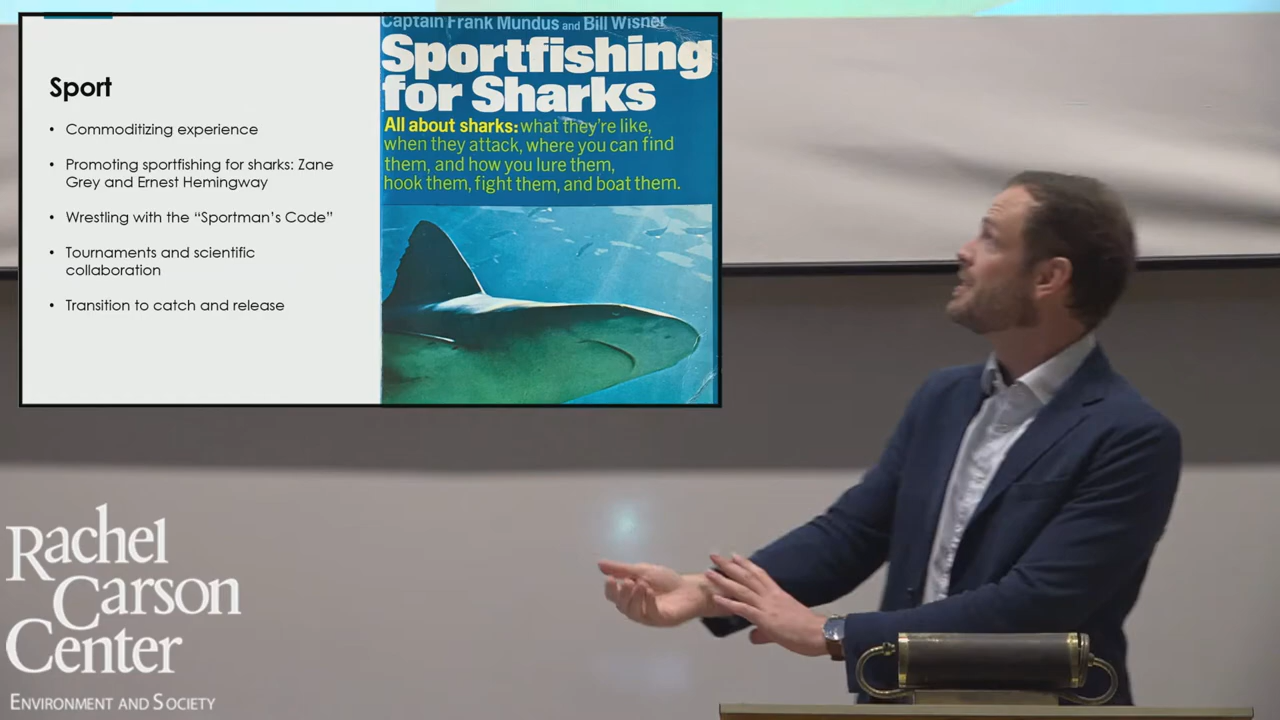 Sport
• Commoditizing experience
• Promoting sportfishing for sharks: Zane
Grey and Ernest Hemingway
• Wrestling with the “Sportman’s Code”
• Tournaments and scientific
collaboration
• Transition to catch and release
Captain Frank Mundus and Bill Wisner
Sportfishing
for Sharks
All about sharks: what they’re like,
when they attack, where you can find
them, and how you lure them,
hook them, fight them, and boat them.
Rachel
Carson
Center
Environment and Society